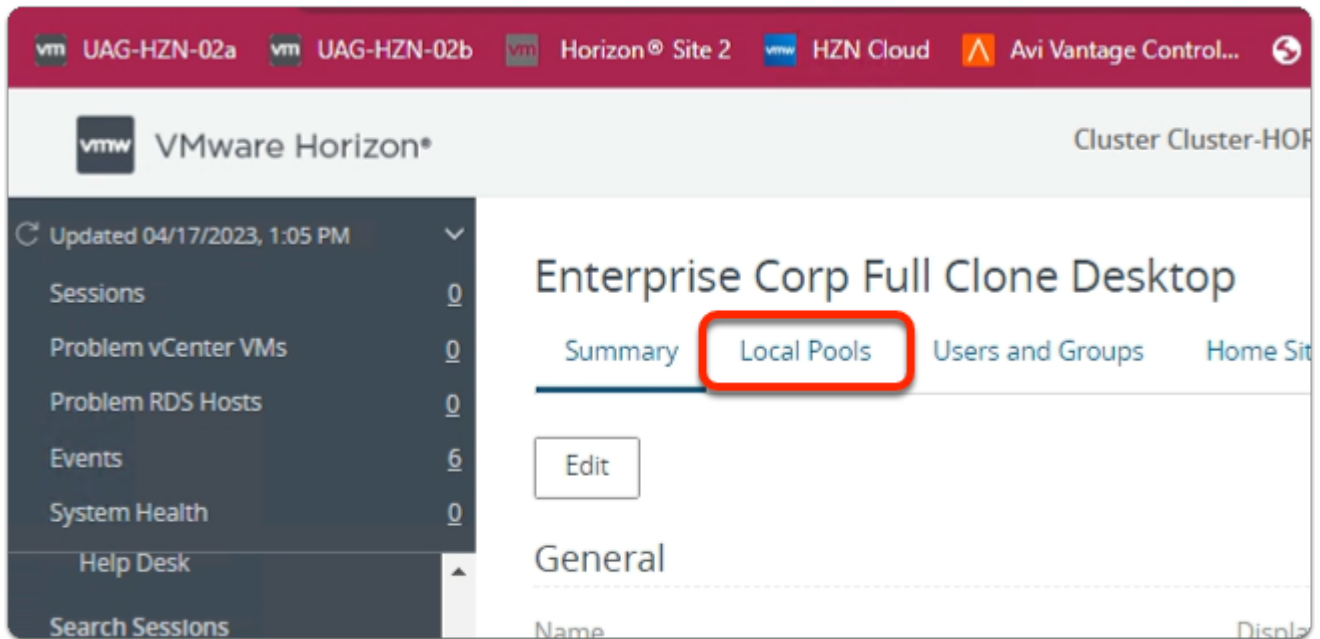 vm UAG-HZN-02a vm UAG-HZN-02b vm Horizon® Site 2 vmw HZN Cloud Avi Vantage Control...
vmw VMware Horizon® Cluster Cluster-HOR
Updated 04/17/2023, 1:05 PM
Sessions 0
Problem vCenter VMs 0
Problem RDS Hosts 0
Events 6
System Health 0
Help Desk
Search Sessions
Enterprise Corp Full Clone Desktop
Summary Local Pools Users and Groups Home Sit
Edit
General
Name Displa